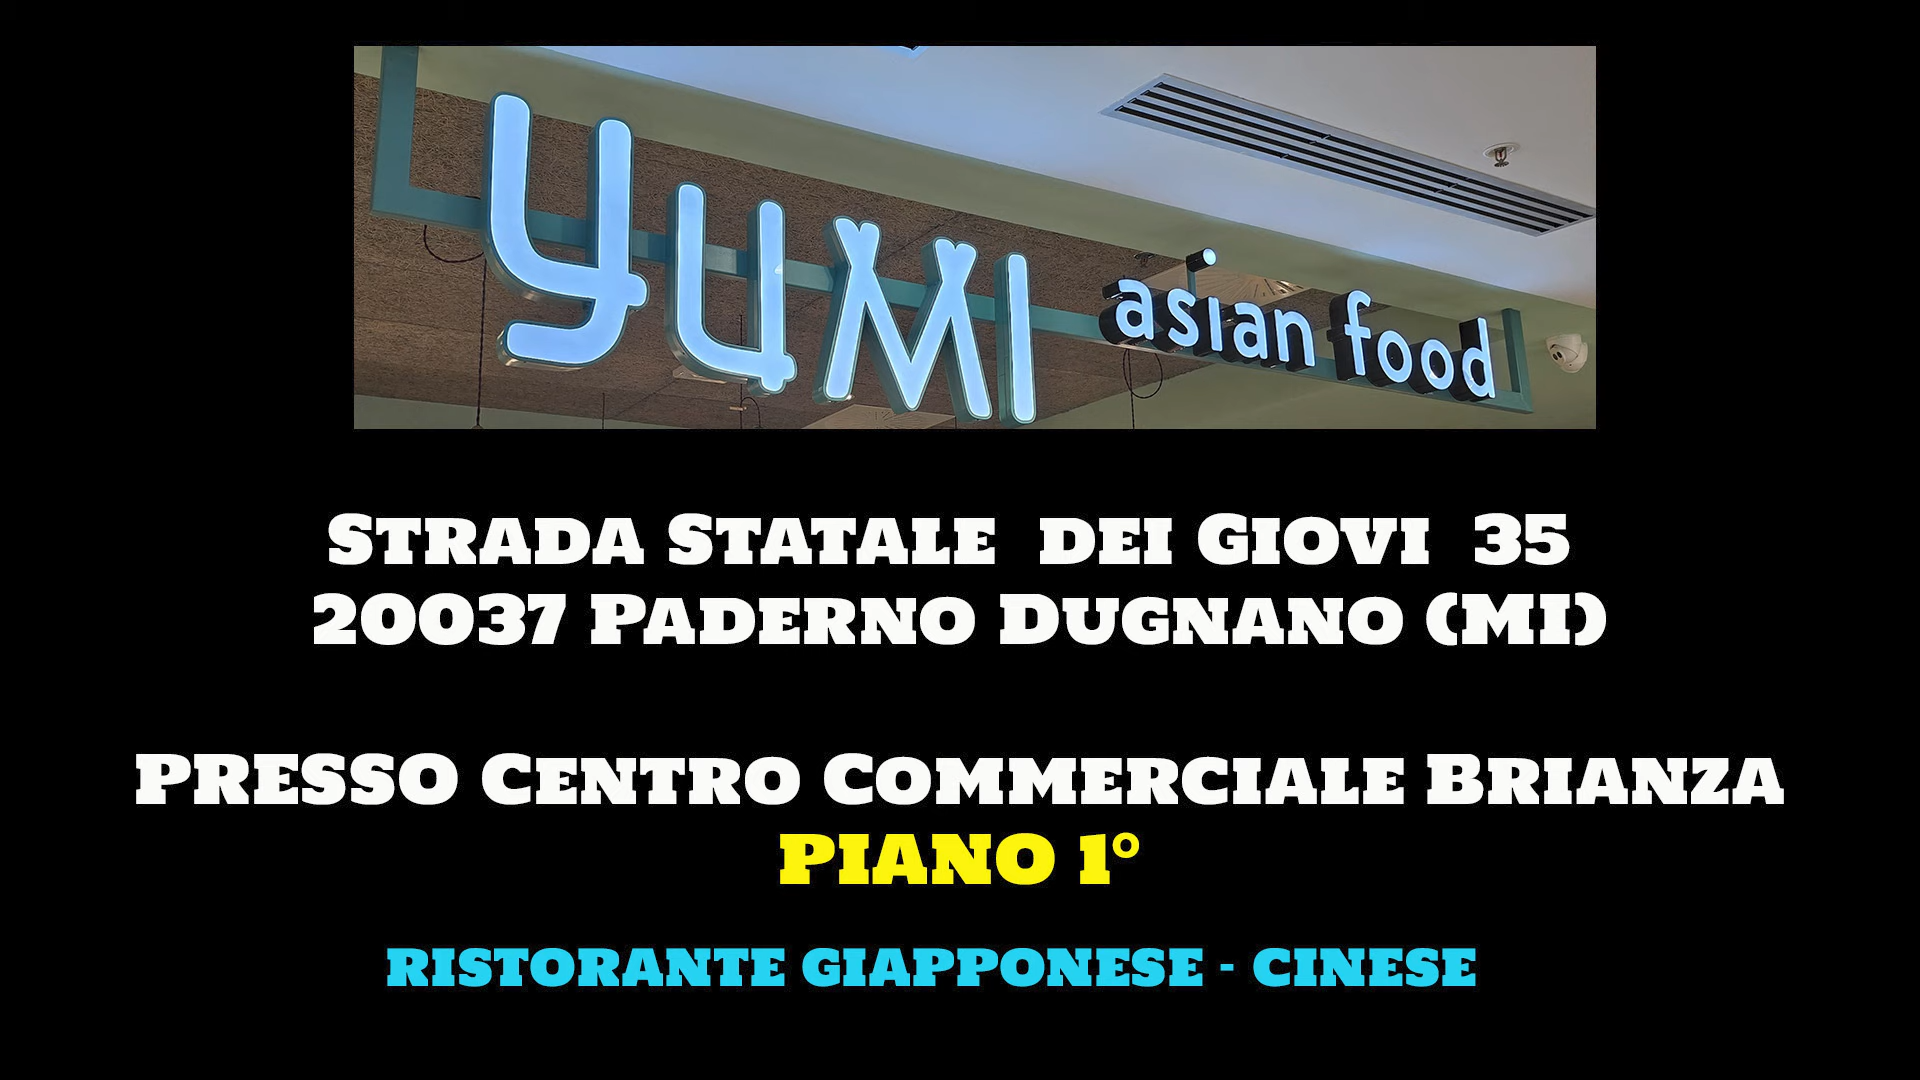 yuMi asian food
Strada Statale dei Giovi 35
20037 Paderno Dugnano (MI)
PRESSO Centro Commerciale Brianza
PIANO 1°
RISTORANTE GIAPPONESE - CINESE